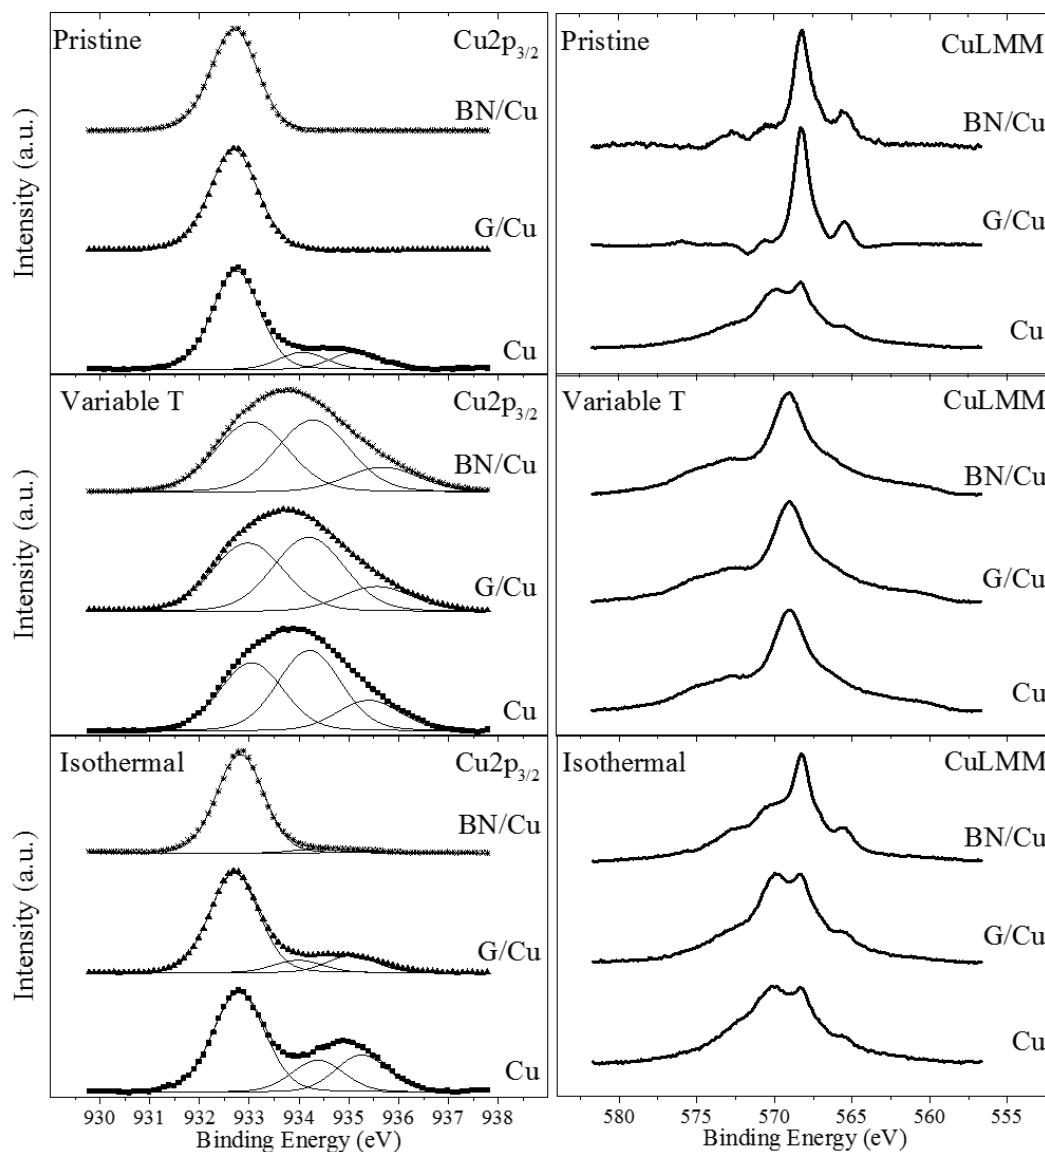 Pristine
Cu2p3/2
BN/Cu
G/Cu
Cu
Intensity (a.u.)
Variable T
Cu2p3/2
BN/Cu
G/Cu
Cu
Intensity (a.u.)
Isothermal
Cu2p3/2
BN/Cu
G/Cu
Cu
Intensity (a.u.)
930 931 932 933 934 935 936 937 938
Binding Energy (eV)
Pristine
CuLMM
BN/Cu
G/Cu
Cu
Variable T
CuLMM
BN/Cu
G/Cu
Cu
Isothermal
CuLMM
BN/Cu
G/Cu
Cu
580 575 570 565 560 555
Binding Energy (eV)